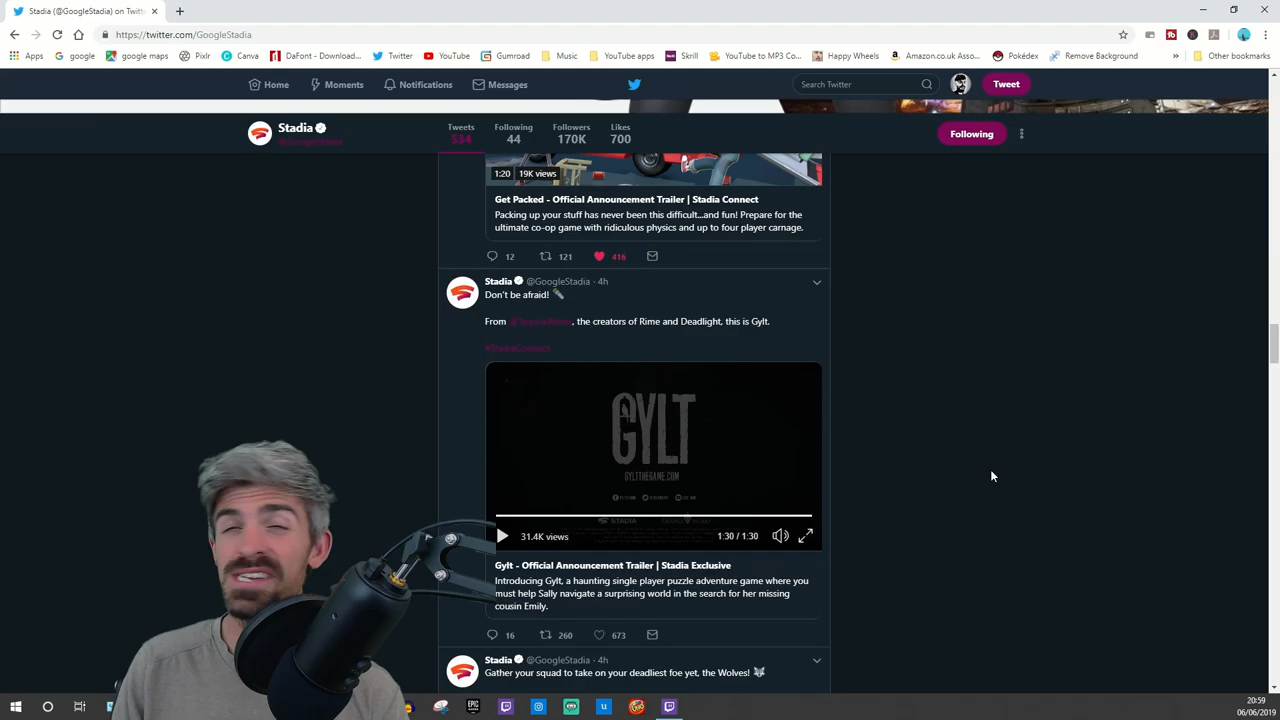 Stadia (@GoogleStadia) on Twitt
https://twitter.com/GoogleStadia
Apps google google maps Pixlr Canva DaFont - Download... Twitter YouTube Gumroad Music YouTube apps Skrill YouTube to MP3 Co... Happy Wheels Amazon.co.uk Asso... Pokédex Remove Background Other bookmarks
Home Moments Notifications Messages Search Twitter Tweet
Stadia
@GoogleStadia
Tweets Following Followers Likes
534 44 170K 700
Following
1:20 19K views
Get Packed - Official Announcement Trailer | Stadia Connect
Packing up your stuff has never been this difficult...and fun! Prepare for the
ultimate co-op game with ridiculous physics and up to four player carnage.
12 121 416
Stadia @GoogleStadia · 4h
Don't be afraid!
From , the creators of Rime and Deadlight, this is Gylt.
#StadiaConnect
GYLT
GYLTTHEGAME.COM
STADIA
31.4K views 1:30 / 1:30
Gylt - Official Announcement Trailer | Stadia Exclusive
Introducing Gylt, a haunting single player puzzle adventure game where you
must help Sally navigate a surprising world in the search for her missing
cousin Emily.
16 260 673
Stadia @GoogleStadia · 4h
Gather your squad to take on your deadliest foe yet, the Wolves!
20:59
06/06/2019